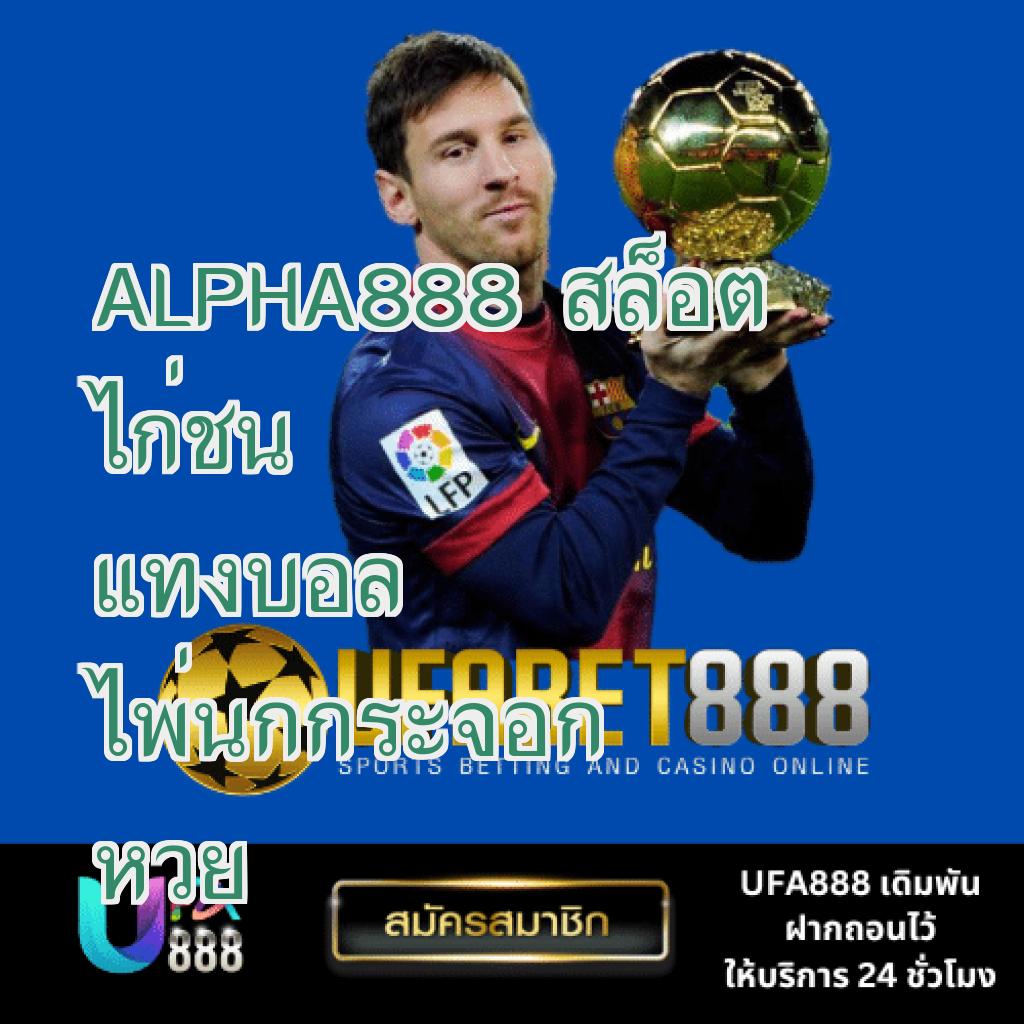 ALPHA888 สล็อต
ไก่ชน
LFP
แทงบอล
UFABET888
ไพ่นกกระจอก
SPORTS BETTING AND CASINO ONLINE
หวย
UFA
888
สมัครสมาชิก
UFA888 เดิมพัน
ฝากถอนไว้
ให้บริการ 24 ชั่วโมง